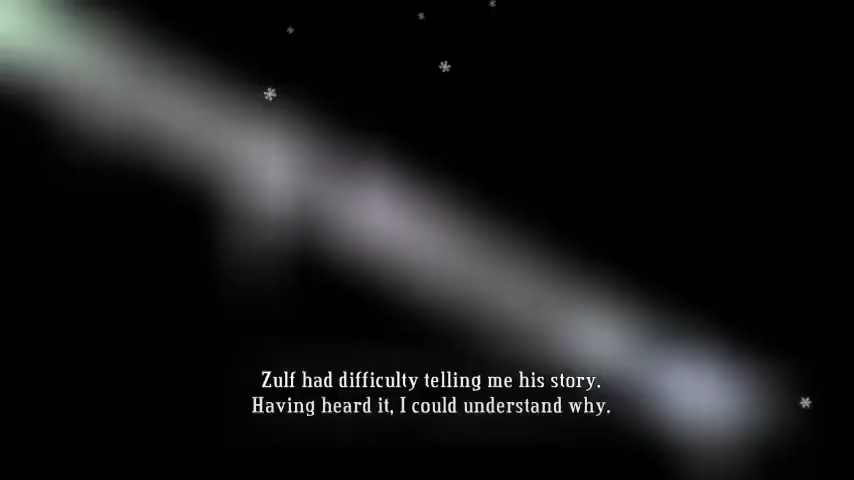 Zulf had difficulty telling me his story.
Having heard it, I could understand why.